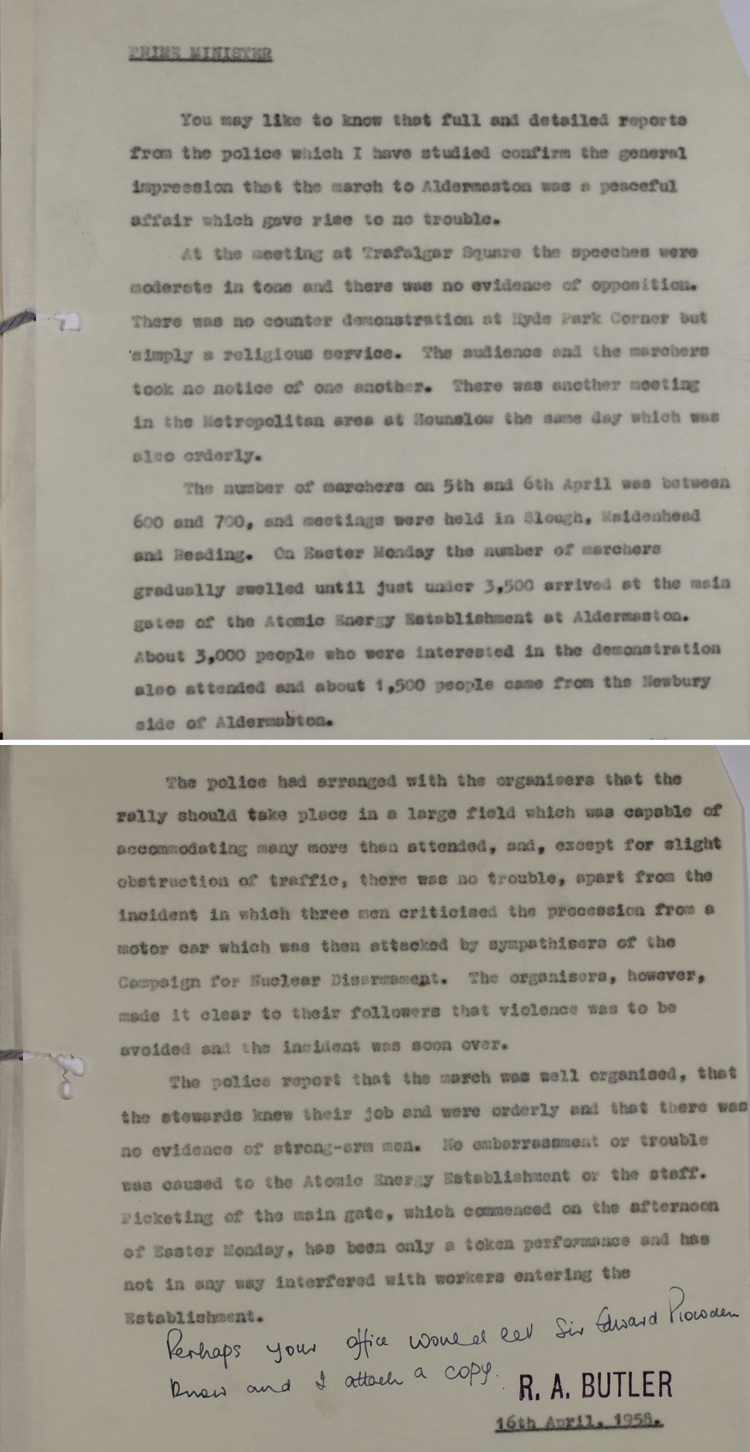 PRIME MINISTER
You may like to know that full and detailed reports
from the police which I have studied confirm the general
impression that the march to Aldermaston was a peaceful
affair which gave rise to no trouble.
At the meeting at Trafalgar Square the speeches were
moderate in tone and there was no evidence of opposition.
There was no counter demonstration at Hyde Park Corner but
simply a religious service. The audience and the marchers
took no notice of one another. There was another meeting
in the Metropolitan area at Hounslow the same day which was
also orderly.
The number of marchers on 5th and 6th April was between
600 and 700, and meetings were held in Slough, Maidenhead
and Reading. On Easter Monday the number of marchers
gradually swelled until just under 3,500 arrived at the main
gates of the Atomic Energy Establishment at Aldermaston.
About 3,000 people who were interested in the demonstration
also attended and about 1,500 people came from the Newbury
side of Aldermaston.
The police had arranged with the organisers that the
rally should take place in a large field which was capable of
accommodating many more than attended, and, except for slight
obstruction of traffic, there was no trouble, apart from the
incident in which three men criticised the procession from a
motor car which was then attacked by sympathisers of the
Campaign for Nuclear Disarmament. The organisers, however,
made it clear to their followers that violence was to be
avoided and the incident was soon over.
The police report that the march was well organised, that
the stewards knew their job and were orderly and that there was
no evidence of strong-arm men. No embarrassment or trouble
was caused to the Atomic Energy Establishment or the staff.
Picketing of the main gate, which commenced on the afternoon
of Easter Monday, has been only a token performance and has
not in any way interfered with workers entering the
Establishment.
Perhaps your office would let Sir Edward Plowden
know and I attach a copy.
R. A. BUTLER
16th April, 1958.